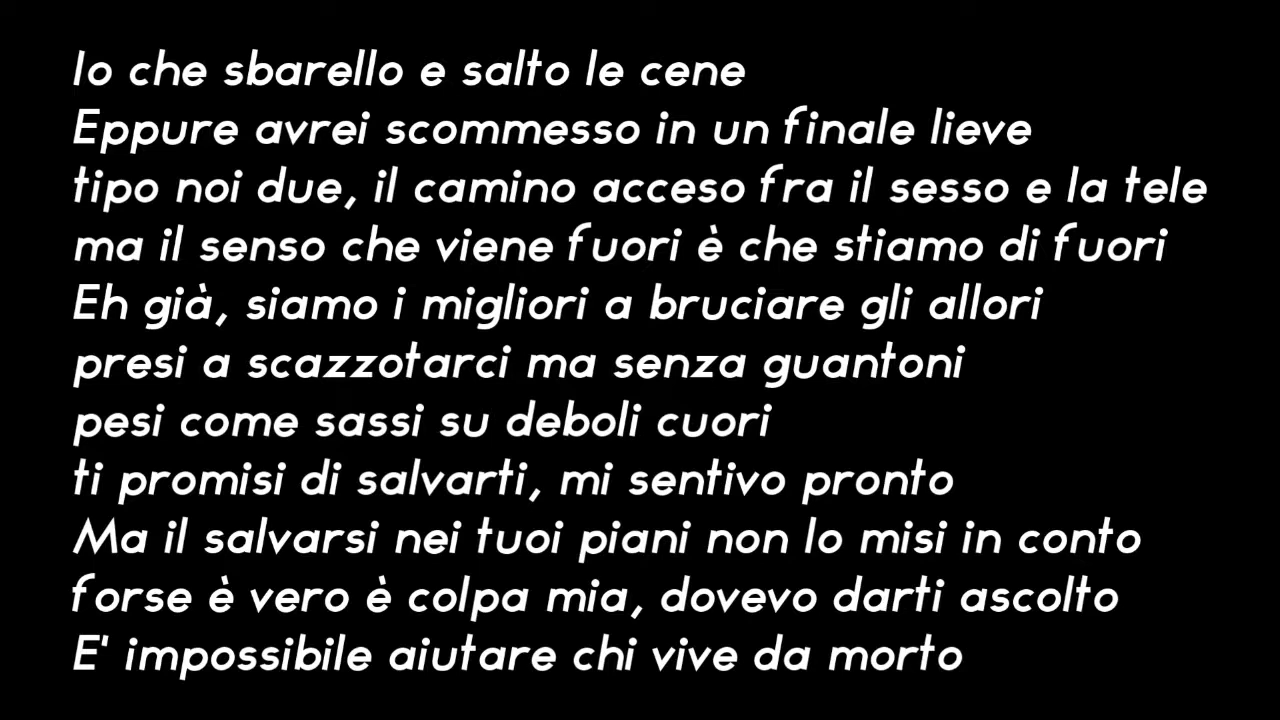 Io che sbarello e salto le cene
Eppure avrei scommesso in un finale lieve
tipo noi due, il camino acceso fra il sesso e la tele
ma il senso che viene fuori è che stiamo di fuori
Eh già, siamo i migliori a bruciare gli allori
presi a scazzotarci ma senza guantoni
pesi come sassi su deboli cuori
ti promisi di salvarti, mi sentivo pronto
Ma il salvarsi nei tuoi piani non lo misi in conto
forse è vero è colpa mia, dovevo darti ascolto
E' impossibile aiutare chi vive da morto